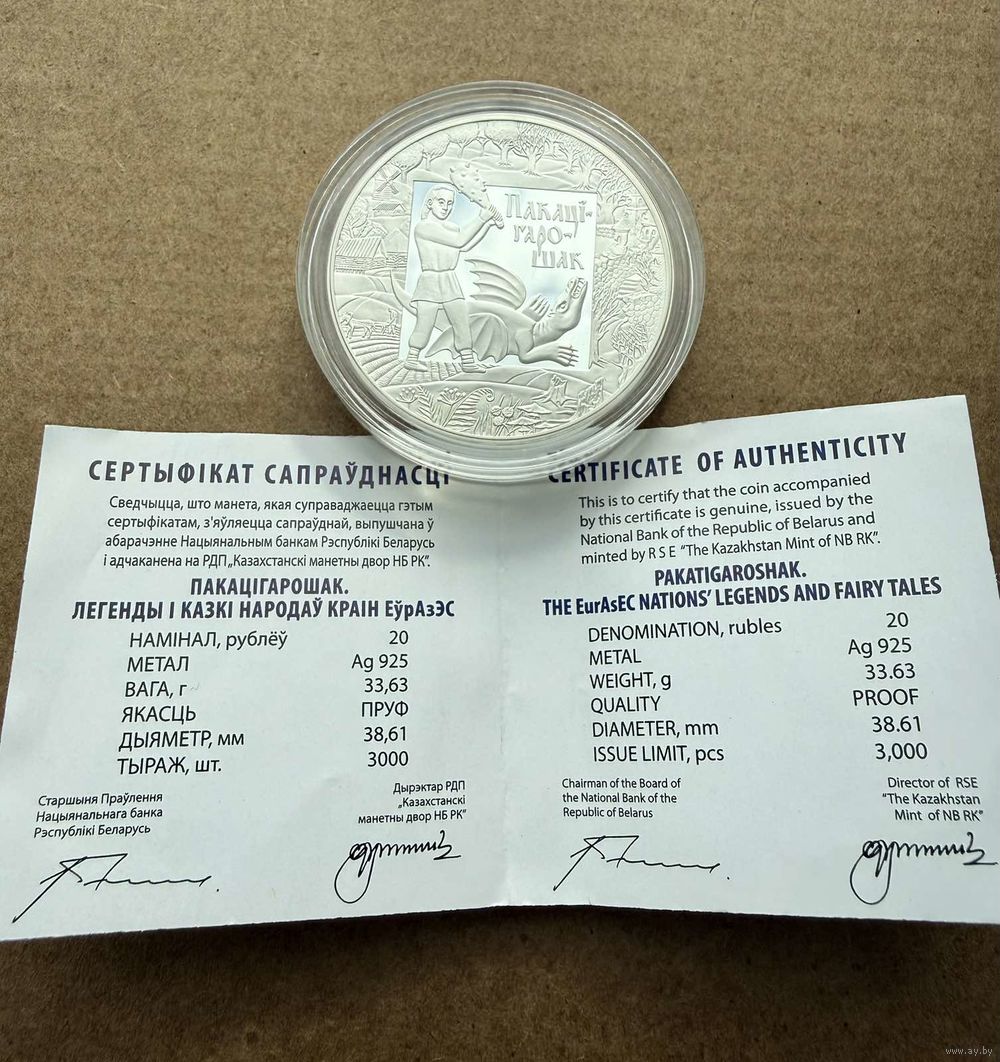 Пакаці-
гаро-
шак
СЕРТЫФІКАТ САПРАЎДНАСЦІ
Сведчыцца, што манета, якая суправаджаецца гэтым
сертыфікатам, з'яўляецца сапраўднай, выпушчана ў
абарачэнне Нацыянальным банкам Рэспублікі Беларусь
і адчаканена на РДП „Казахстанскі манетны двор НБ РК”.
ПАКАЦІГАРОШАК.
ЛЕГЕНДЫ І КАЗКІ НАРОДАЎ КРАІН ЕўрАзЭС
НАМІНАЛ, рублёў 20
МЕТАЛ Ag 925
ВАГА, г 33,63
ЯКАСЦЬ ПРУФ
ДЫЯМЕТР, мм 38,61
ТЫРАЖ, шт. 3000
Старшыня Праўлення
Нацыянальнага банка
Рэспублікі Беларусь
Дырэктар РДП
„Казахстанскі
манетны двор НБ РК”
CERTIFICATE OF AUTHENTICITY
This is to certify that the coin accompanied
by this certificate is genuine, issued by the
National Bank of the Republic of Belarus and
minted by R S E “The Kazakhstan Mint of NB RK”.
PAKATIGAROSHAK.
THE EurAsEC NATIONS’ LEGENDS AND FAIRY TALES
DENOMINATION, rubles 20
METAL Ag 925
WEIGHT, g 33.63
QUALITY PROOF
DIAMETER, mm 38.61
ISSUE LIMIT, pcs 3,000
Chairman of the Board of
the National Bank of the
Republic of Belarus
Director of RSE
“The Kazakhstan
Mint of NB RK”
www.ay.by